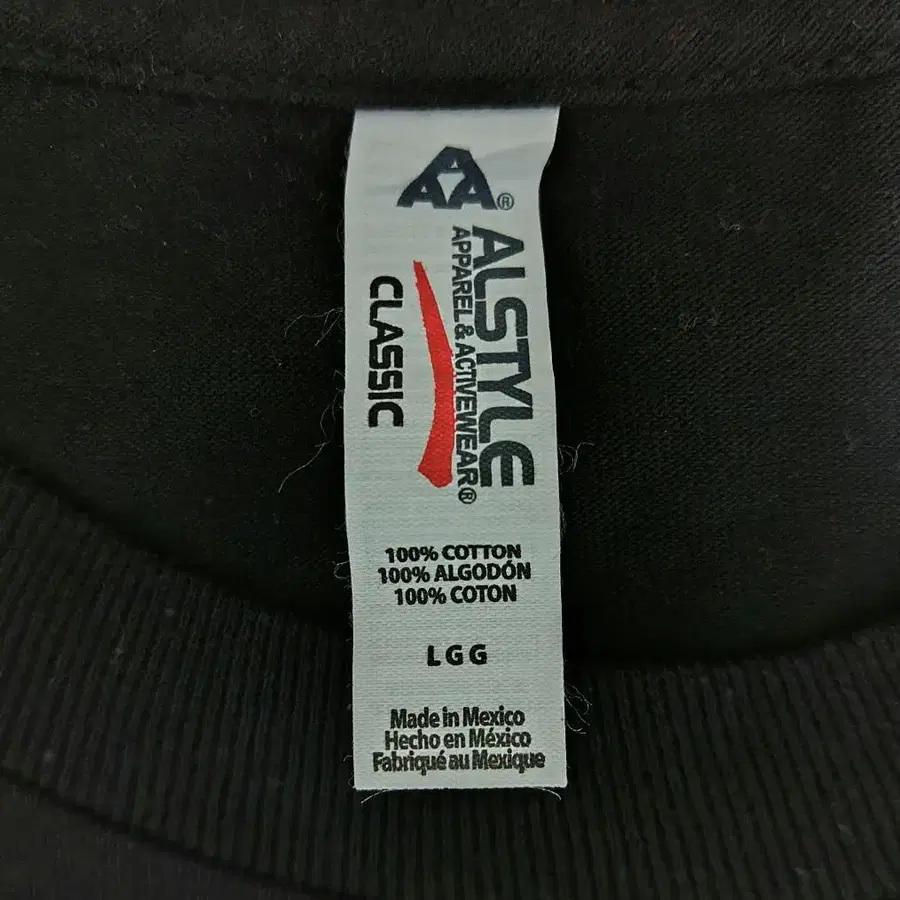 AAA®
ALSTYLE
APPAREL & ACTIVEWEAR®
CLASSIC
100% COTTON
100% ALGODÓN
100% COTON
L G G
Made in Mexico
Hecho en México
Fabriqué au Mexique